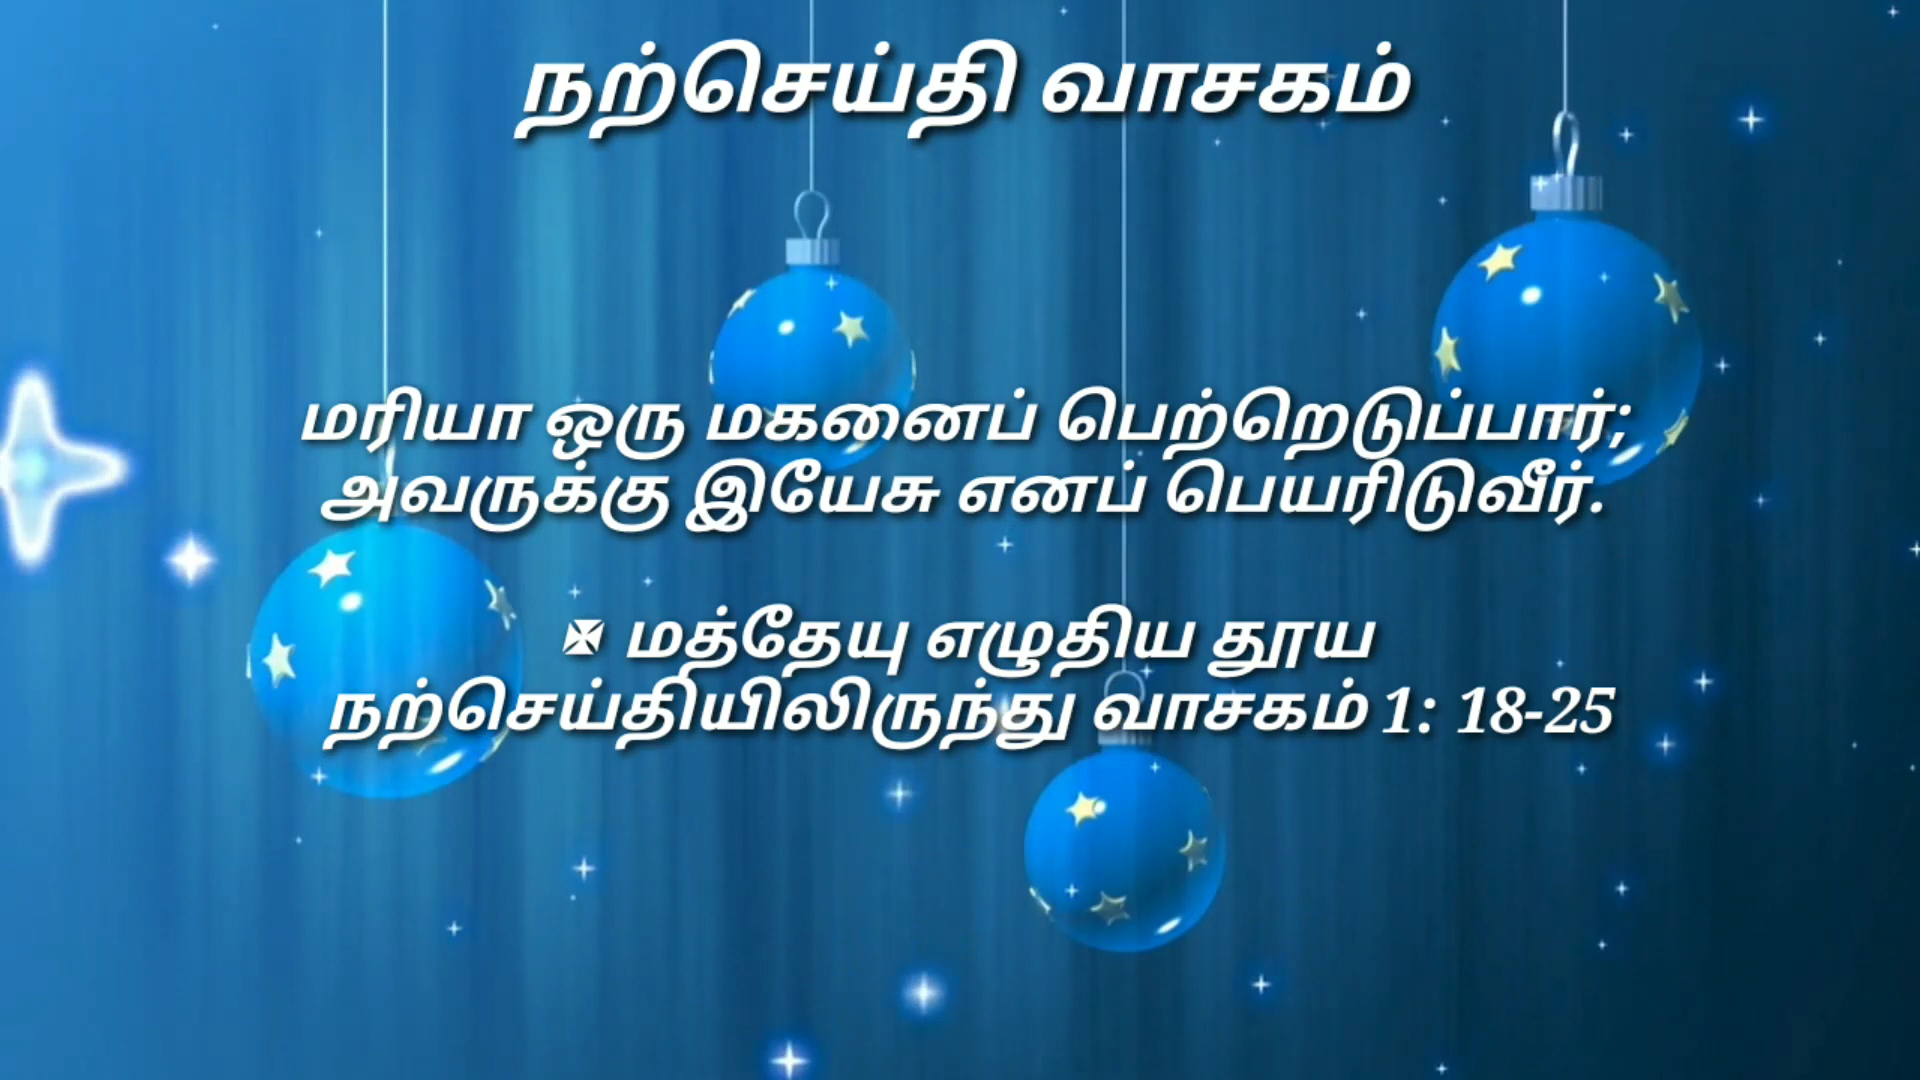 நற்செய்தி வாசகம்
மரியா ஒரு மகனைப் பெற்றெடுப்பார்;
அவருக்கு இயேசு எனப் பெயரிடுவீர்.
✠ மத்தேயு எழுதிய தூய
நற்செய்தியிலிருந்து வாசகம் 1: 18-25